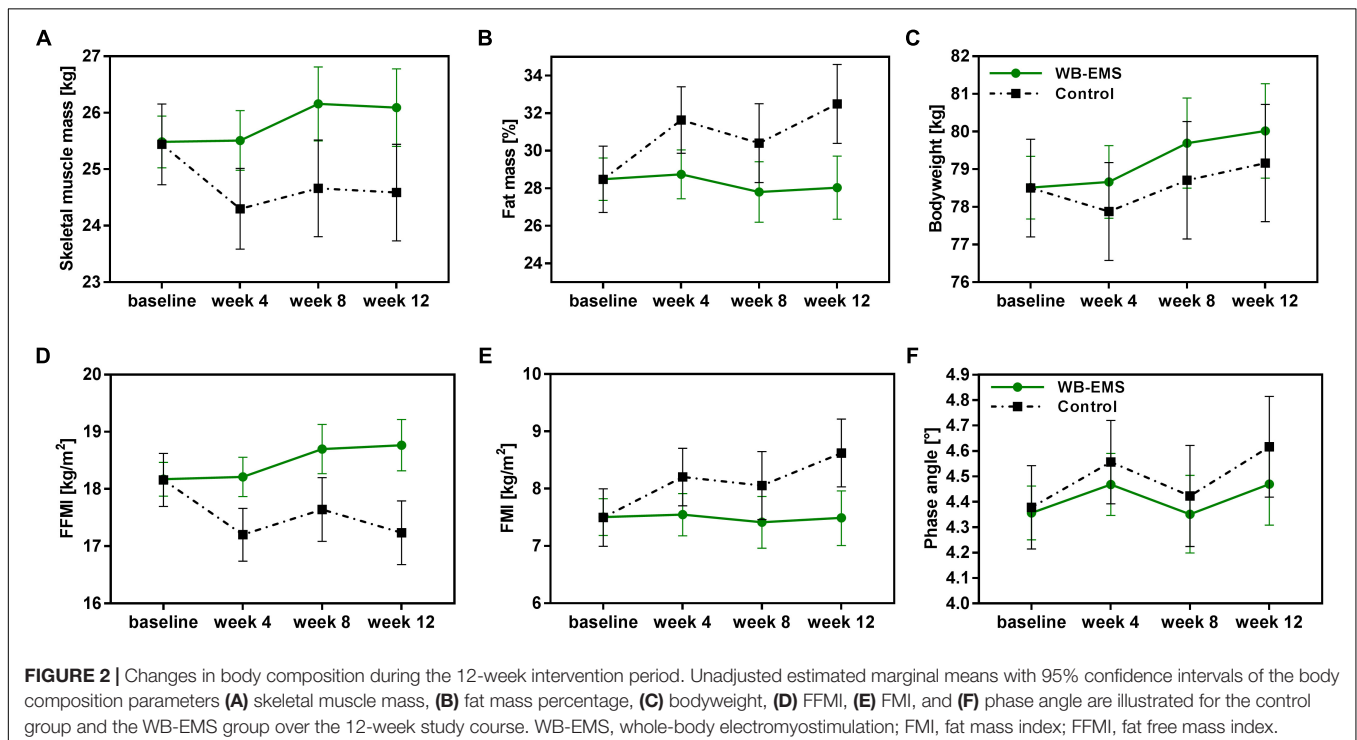 A
Skeletal muscle mass [kg]
27
26
25
24
23
baseline week 4 week 8 week 12
B
Fat mass [%]
34
32
30
28
26
24
baseline week 4 week 8 week 12
C
Bodyweight [kg]
82
81
80
79
78
77
76
WB-EMS
Control
baseline week 4 week 8 week 12
D
FFMI [kg/m²]
20
19
18
17
16
baseline week 4 week 8 week 12
E
FMI [kg/m²]
10
9
8
7
6
baseline week 4 week 8 week 12
F
Phase angle [°]
4.9
4.8
4.7
4.6
4.5
4.4
4.3
4.2
4.1
4.0
WB-EMS
Control
baseline week 4 week 8 week 12
FIGURE 2 | Changes in body composition during the 12-week intervention period. Unadjusted estimated marginal means with 95% confidence intervals of the body
composition parameters (A) skeletal muscle mass, (B) fat mass percentage, (C) bodyweight, (D) FFMI, (E) FMI, and (F) phase angle are illustrated for the control
group and the WB-EMS group over the 12-week study course. WB-EMS, whole-body electromyostimulation; FMI, fat mass index; FFMI, fat free mass index.